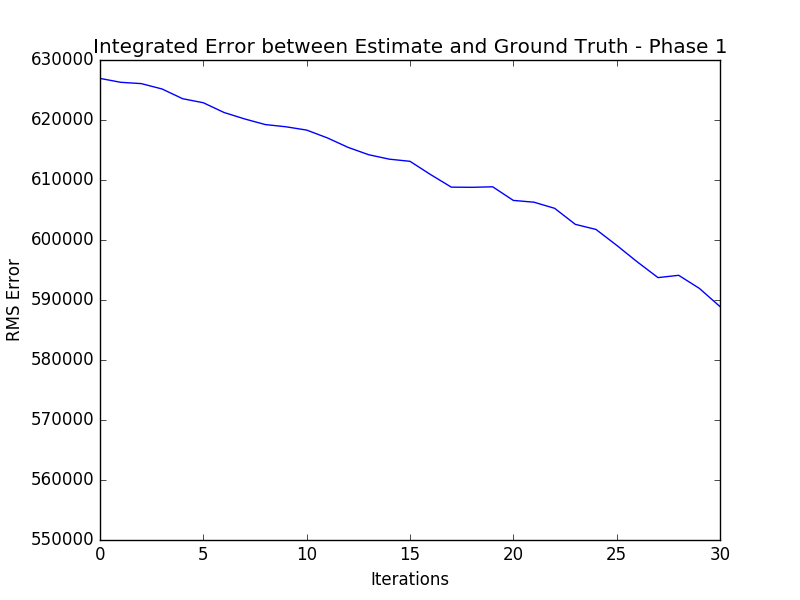 Integrated Error between Estimate and Ground Truth - Phase 1
630000
620000
610000
600000
590000
580000
570000
560000
550000
RMS Error
0 5 10 15 20 25 30
Iterations